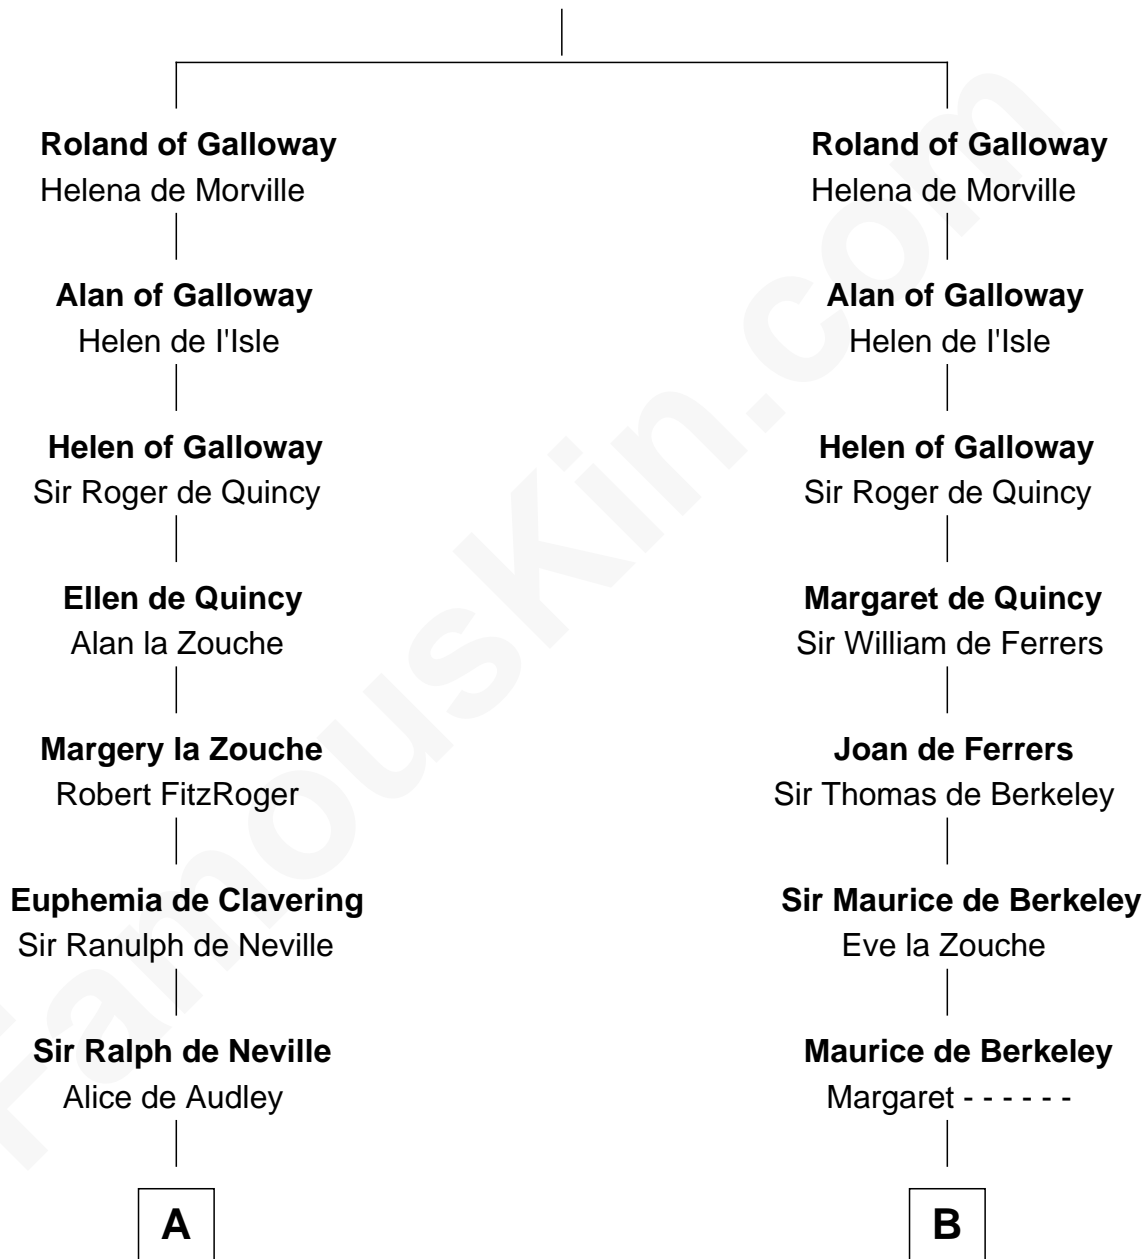 Roland of Galloway
Helena de Morville
Alan of Galloway
Helen de l'Isle
Helen of Galloway
Sir Roger de Quincy
Ellen de Quincy
Alan la Zouche
Margery la Zouche
Robert FitzRoger
Euphemia de Clavering
Sir Ranulph de Neville
Sir Ralph de Neville
Alice de Audley
A
Roland of Galloway
Helena de Morville
Alan of Galloway
Helen de l'Isle
Helen of Galloway
Sir Roger de Quincy
Margaret de Quincy
Sir William de Ferrers
Joan de Ferrers
Sir Thomas de Berkeley
Sir Maurice de Berkeley
Eve la Zouche
Maurice de Berkeley
Margaret - - - - - -
B
FamousKin.com